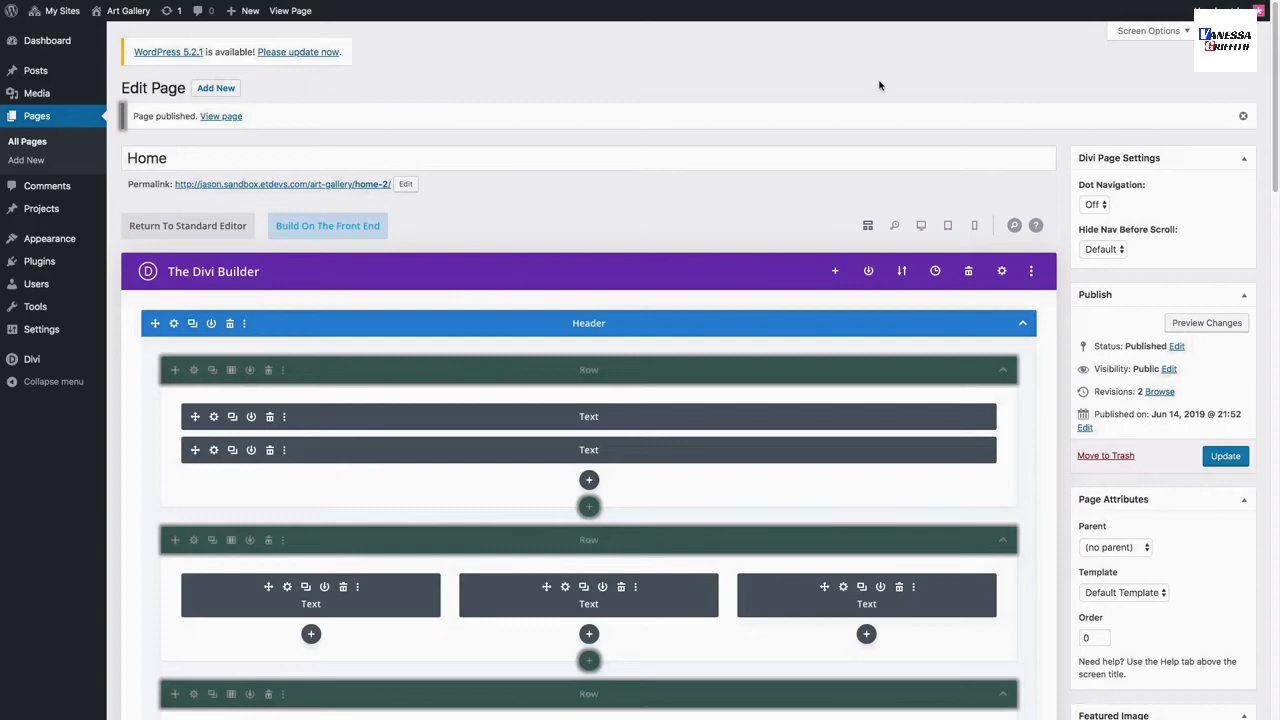 My Sites
Art Gallery
1
0
New
View Page
Screen Options
VANESSA
GRIFFIN
Dashboard
Posts
Media
Pages
All Pages
Add New
Comments
Projects
Appearance
Plugins
Users
Tools
Settings
Divi
Collapse menu
WordPress 5.2.1 is available! Please update now.
Edit Page
Add New
Page published. View page
Home
Permalink: http://jason.sandbox.etdevs.com/art-gallery/home-2/ Edit
Return To Standard Editor
Build On The Front End
The Divi Builder
Header
Row
Text
Text
Row
Text
Text
Text
Row
Divi Page Settings
Dot Navigation:
Off
Hide Nav Before Scroll:
Default
Publish
Preview Changes
Status: Published Edit
Visibility: Public Edit
Revisions: 2 Browse
Published on: Jun 14, 2019 @ 21:52
Edit
Move to Trash
Update
Page Attributes
Parent
(no parent)
Template
Default Template
Order
0
Need help? Use the Help tab above the
screen title.
Featured Image